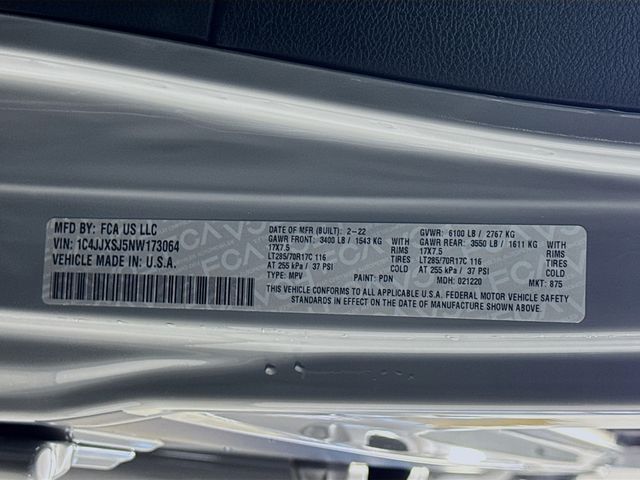 MFD BY: FCA US LLC
VIN: 1C4JJXSJ5NW173064
VEHICLE MADE IN: U.S.A.
DATE OF MFR (BUILT): 2-22 GVWR: 6100 LB / 2767 KG
GAWR FRONT: 3400 LB / 1543 KG WITH GAWR REAR: 3550 LB / 1611 KG WITH
17X7.5 RIMS 17X7.5 RIMS
LT285/70R17C 116 TIRES LT285/70R17C 116 TIRES
AT 255 kPa / 37 PSI COLD AT 255 kPa / 37 PSI COLD
TYPE: MPV PAINT: PDN MDH: 021220 MKT: 875
THIS VEHICLE CONFORMS TO ALL APPLICABLE U.S.A. FEDERAL MOTOR VEHICLE SAFETY
STANDARDS IN EFFECT ON THE DATE OF MANUFACTURE SHOWN ABOVE.